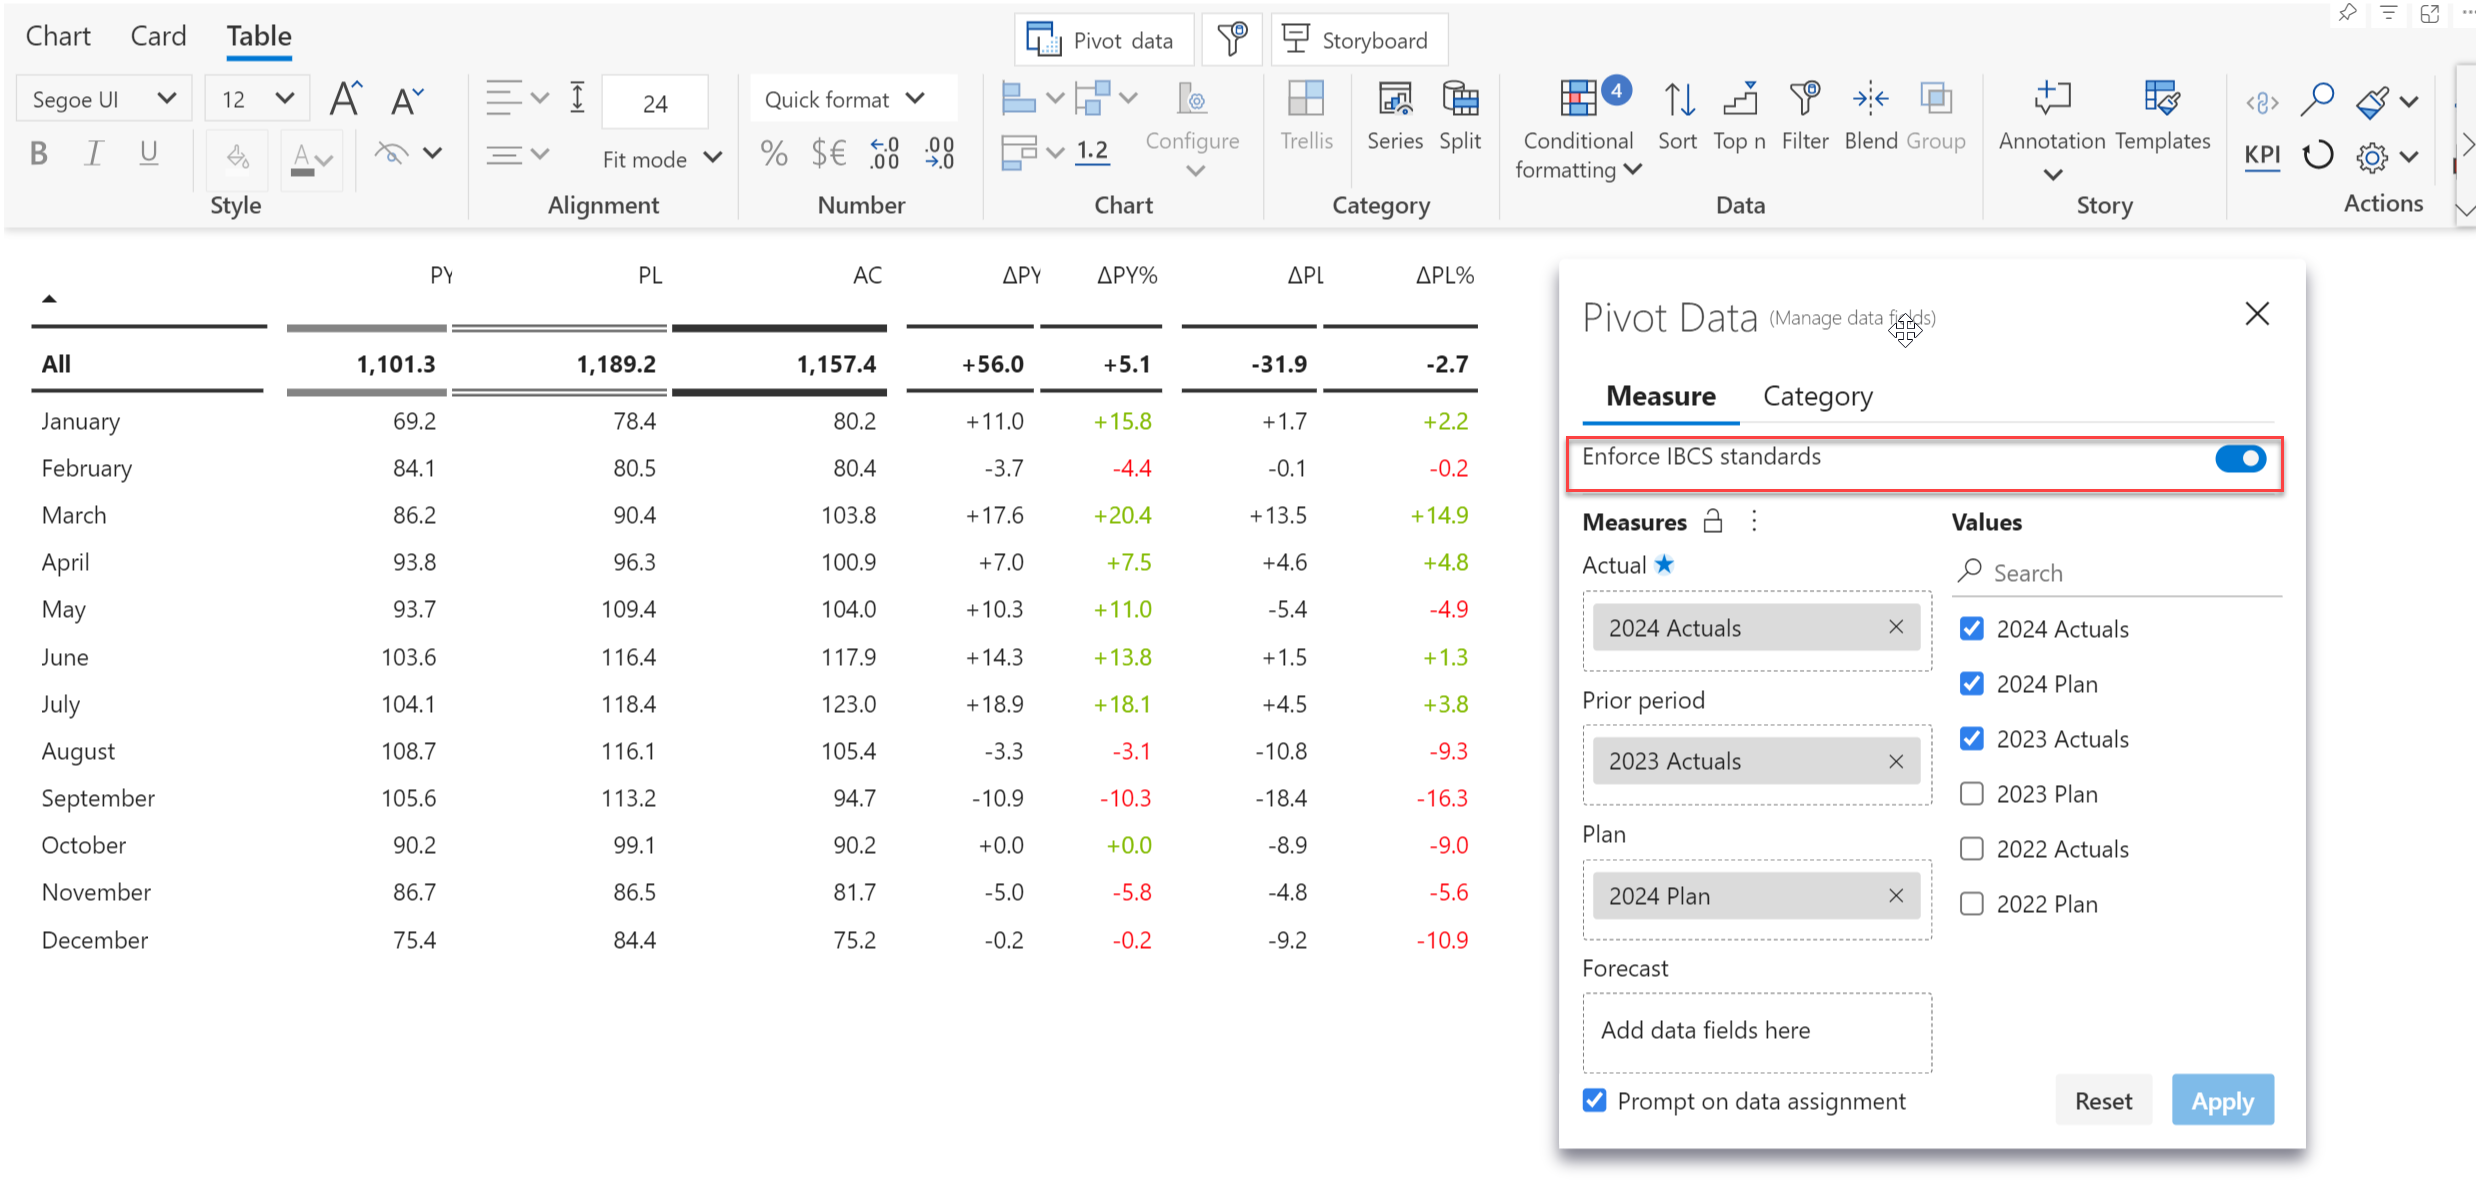 Chart Card Table
Pivot data Storyboard
Segoe UI 12 A A 24 Quick format
Configure Trellis Series Split Conditional formatting 4 Sort Top n Filter Blend Group Annotation Templates
B I U A Fit mode % $€ .0 .00 .00 .0 1.2 KPI
Style Alignment Number Chart Category Data Story Actions
PY PL AC ΔPY ΔPY% ΔPL ΔPL%
All 1,101.3 1,189.2 1,157.4 +56.0 +5.1 -31.9 -2.7
January 69.2 78.4 80.2 +11.0 +15.8 +1.7 +2.2
February 84.1 80.5 80.4 -3.7 -4.4 -0.1 -0.2
March 86.2 90.4 103.8 +17.6 +20.4 +13.5 +14.9
April 93.8 96.3 100.9 +7.0 +7.5 +4.6 +4.8
May 93.7 109.4 104.0 +10.3 +11.0 -5.4 -4.9
June 103.6 116.4 117.9 +14.3 +13.8 +1.5 +1.3
July 104.1 118.4 123.0 +18.9 +18.1 +4.5 +3.8
August 108.7 116.1 105.4 -3.3 -3.1 -10.8 -9.3
September 105.6 113.2 94.7 -10.9 -10.3 -18.4 -16.3
October 90.2 99.1 90.2 +0.0 +0.0 -8.9 -9.0
November 86.7 86.5 81.7 -5.0 -5.8 -4.8 -5.6
December 75.4 84.4 75.2 -0.2 -0.2 -9.2 -10.9
Pivot Data (Manage data fields)
Measure Category
Enforce IBCS standards
Measures
Actual
2024 Actuals
Prior period
2023 Actuals
Plan
2024 Plan
Forecast
Add data fields here
Prompt on data assignment
Values
Search
2024 Actuals
2024 Plan
2023 Actuals
2023 Plan
2022 Actuals
2022 Plan
Reset Apply